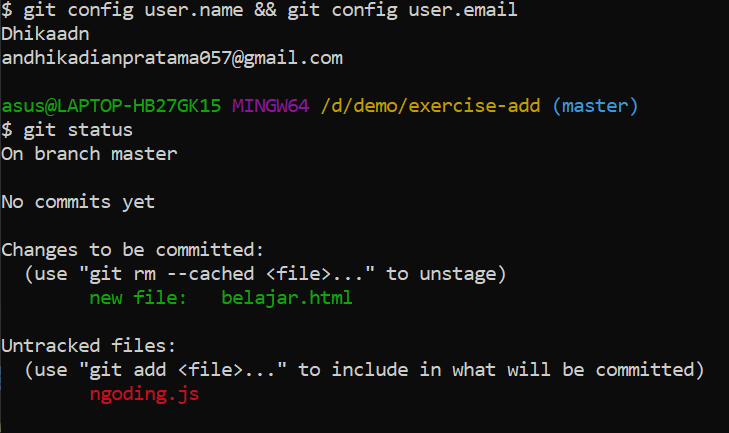 $ git config user.name && git config user.email
Dhikaadn
andhikadianpratama057@gmail.com
asus@LAPTOP-HB27GK15 MINGW64 /d/demo/exercise-add (master)
$ git status
On branch master
No commits yet
Changes to be committed:
(use "git rm --cached <file>..." to unstage)
new file: belajar.html
Untracked files:
(use "git add <file>..." to include in what will be committed)
ngoding.js